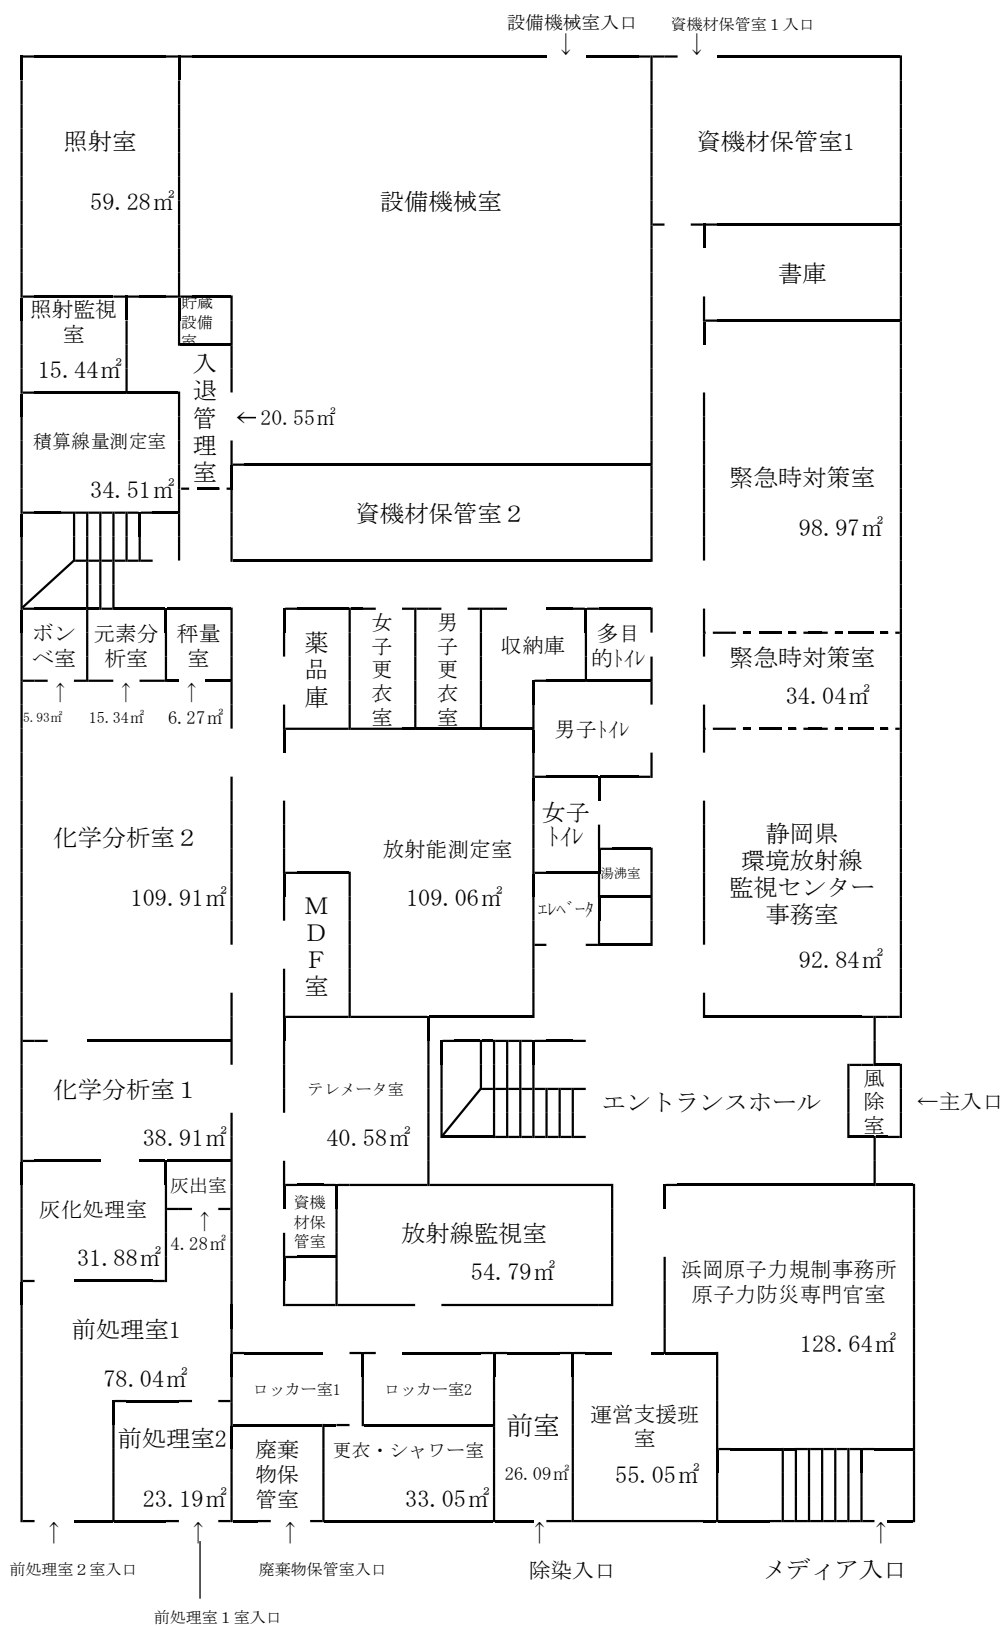 設備機械室入口
資機材保管室１入口
↓
↓
照射室
59.28㎡
設備機械室
資機材保管室1
書庫
照射監視
室
15.44㎡
貯蔵
設備
室
入
退
管
理
室
←20.55㎡
積算線量測定室
34.51㎡
資機材保管室２
緊急時対策室
98.97㎡
ボン
ベ室
元素分
析室
秤量
室
↑
↑
↑
5.93㎡
15.34㎡
6.27㎡
薬
品
庫
女
子
更
衣
室
男
子
更
衣
室
収納庫
多目
的ﾄｲﾚ
緊急時対策室
34.04㎡
男子ﾄｲﾚ
化学分析室２
109.91㎡
放射能測定室
109.06㎡
女子
ﾄｲﾚ
湯沸室
ｴﾚﾍﾞｰﾀ
静岡県
環境放射線
監視センター
事務室
92.84㎡
Ｍ
Ｄ
Ｆ
室
化学分析室１
38.91㎡
テレメータ室
40.58㎡
エントランスホール
風
除
室
←主入口
灰化処理室
31.88㎡
灰出室
↑
4.28㎡
資機
材保
管室
放射線監視室
54.79㎡
浜岡原子力規制事務所
原子力防災専門官室
128.64㎡
前処理室1
78.04㎡
ロッカー室1
ロッカー室2
前処理室2
23.19㎡
廃棄
物保
管室
更衣・シャワー室
33.05㎡
前室
26.09㎡
運営支援班
室
55.05㎡
↑
↑
↑
↑
↑
前処理室２室入口
廃棄物保管室入口
除染入口
メディア入口
前処理室１室入口